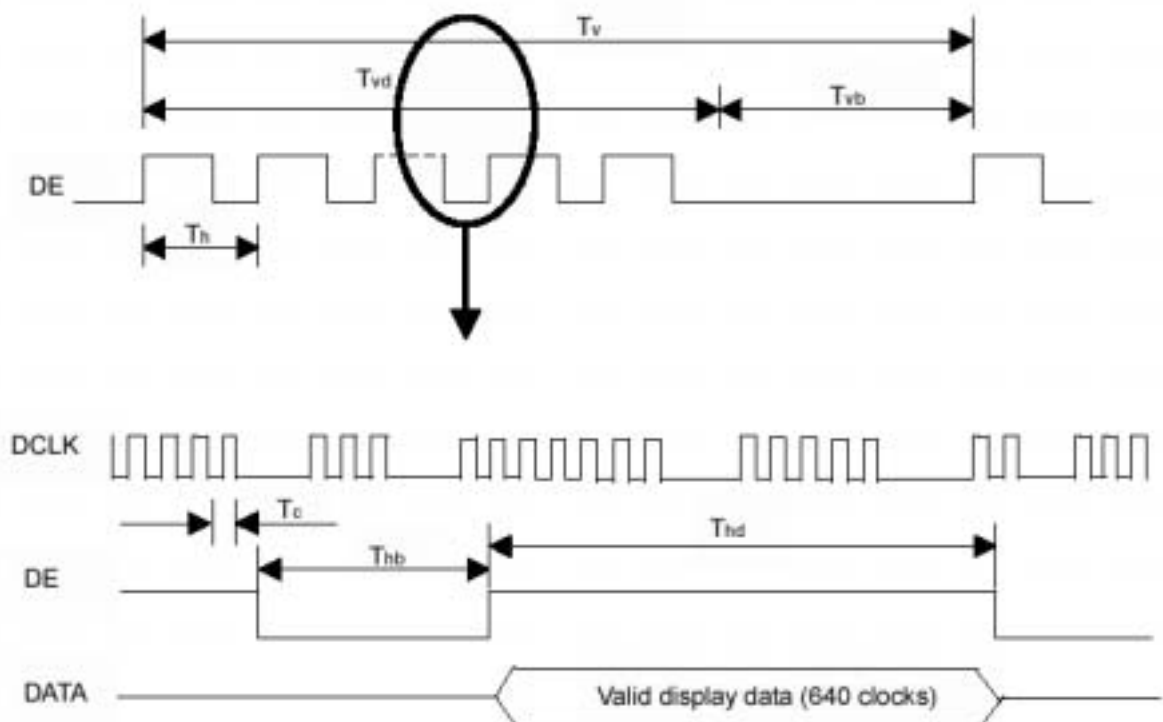 Tv
Tvd
Tvb
DE
Th
DCLK
Tc
Thd
Thb
DE
DATA
Valid display data (640 clocks)